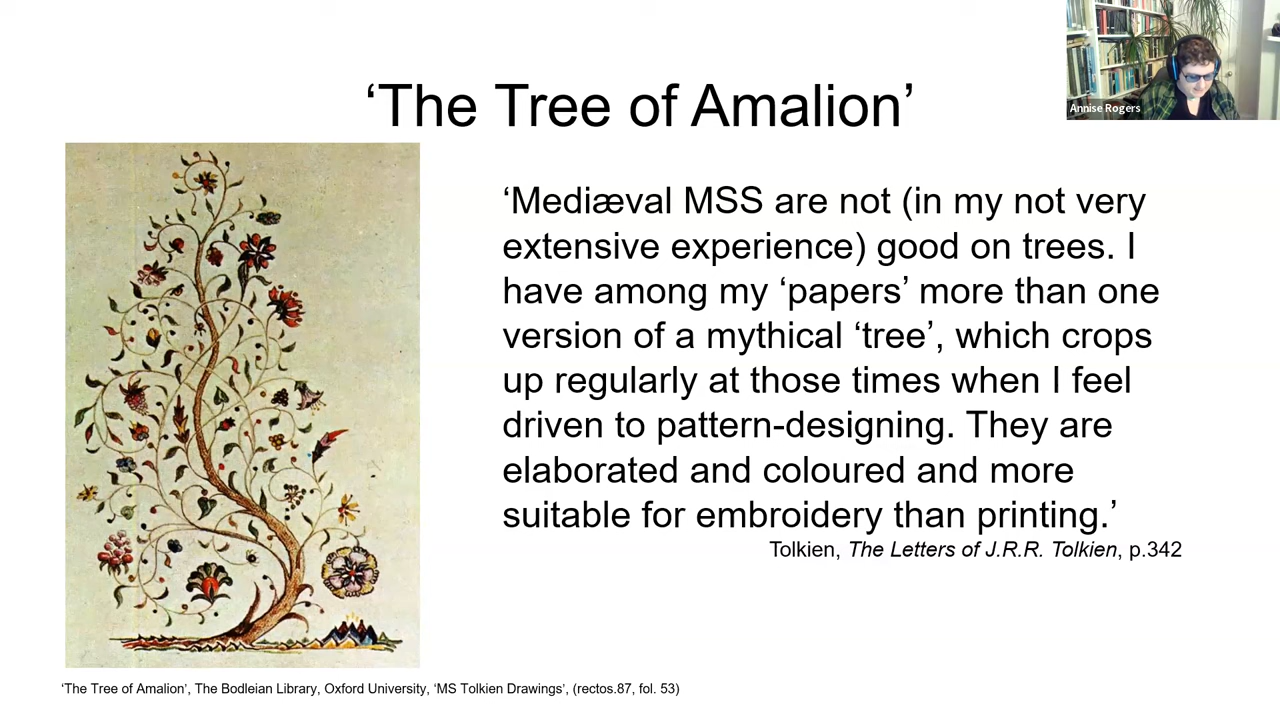 ‘The Tree of Amalion’
Annise Rogers
‘Mediæval MSS are not (in my not very
extensive experience) good on trees. I
have among my ‘papers’ more than one
version of a mythical ‘tree’, which crops
up regularly at those times when I feel
driven to pattern-designing. They are
elaborated and coloured and more
suitable for embroidery than printing.’
Tolkien, The Letters of J.R.R. Tolkien, p.342
‘The Tree of Amalion’, The Bodleian Library, Oxford University, ‘MS Tolkien Drawings’, (rectos.87, fol. 53)